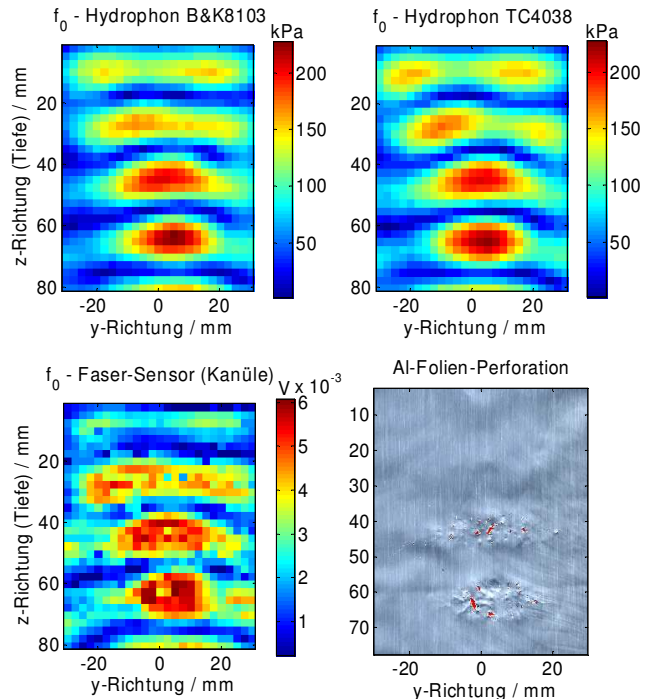 f0 - Hydrophon B&K8103
kPa
200
150
100
50
20
40
60
80
z-Richtung (Tiefe) / mm
-20 0 20
y-Richtung / mm
f0 - Hydrophon TC4038
kPa
200
150
100
50
20
40
60
80
-20 0 20
y-Richtung / mm
f0 - Faser-Sensor (Kanüle)
V x 10-3
6
5
4
3
2
1
20
40
60
80
z-Richtung (Tiefe) / mm
-20 0 20
y-Richtung / mm
Al-Folien-Perforation
10
20
30
40
50
60
70
-20 0 20
y-Richtung / mm